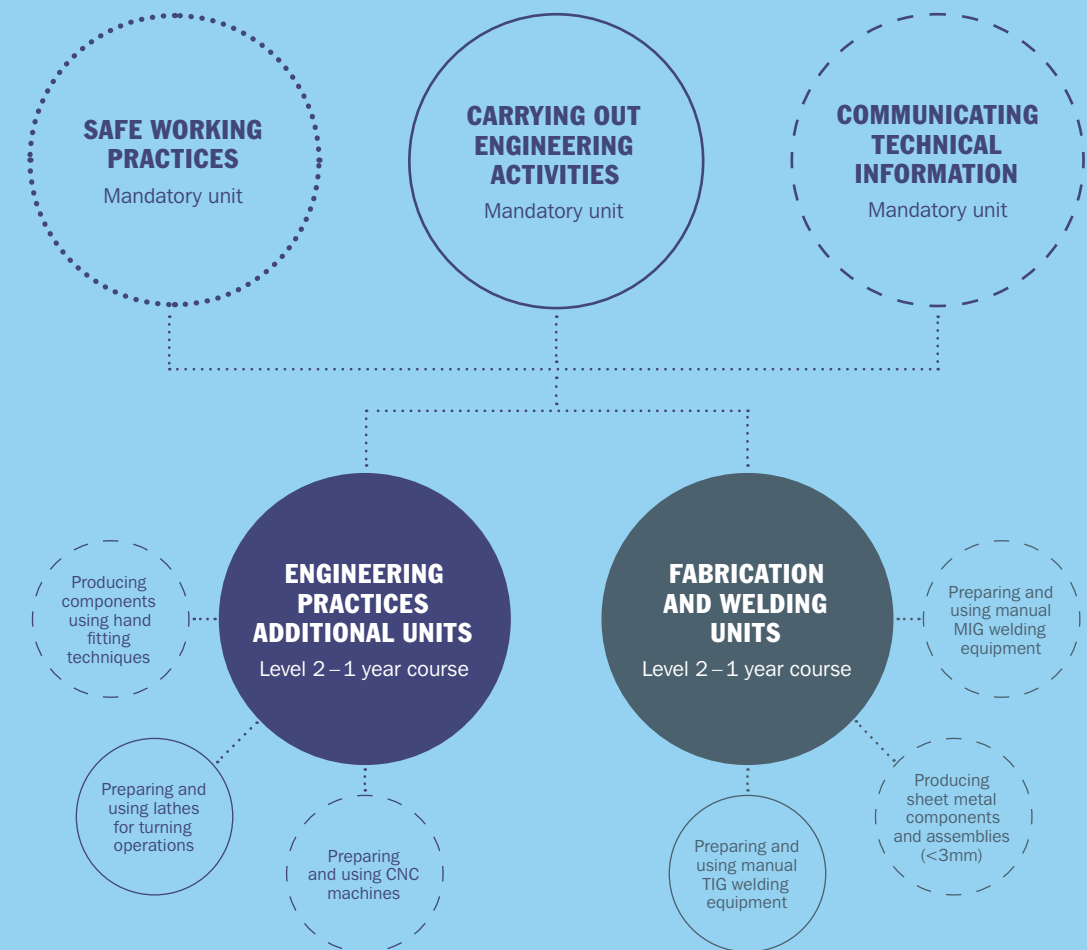 SAFE WORKING
PRACTICES
Mandatory unit
CARRYING OUT
ENGINEERING
ACTIVITIES
Mandatory unit
COMMUNICATING
TECHNICAL
INFORMATION
Mandatory unit
ENGINEERING
PRACTICES
ADDITIONAL UNITS
Level 2–1 year course
Producing
components
using hand
fitting
techniques
Preparing and
using lathes
for turning
operations
Preparing
and using CNC
machines
FABRICATION
AND WELDING
UNITS
Level 2–1 year course
Preparing and
using manual
MIG welding
equipment
Producing
sheet metal
components
and assemblies
(<3mm)
Preparing and
using manual
TIG welding
equipment